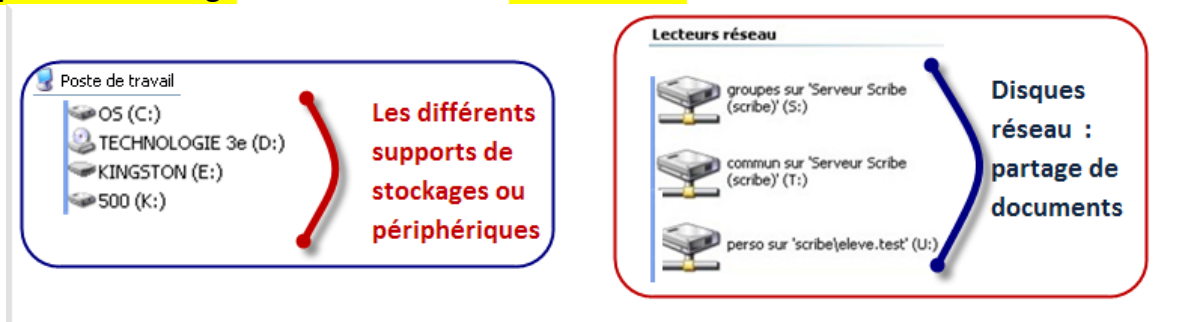 Poste de travail
OS (C:)
TECHNOLOGIE 3e (D:)
KINGSTON (E:)
500 (K:)
Les différents
supports de
stockages ou
périphériques
Lecteurs réseau
groupes sur 'Serveur Scribe
(scribe)' (S:)
commun sur 'Serveur Scribe
(scribe)' (T:)
perso sur 'scribe\eleve.test' (U:)
Disques
réseau :
partage de
documents